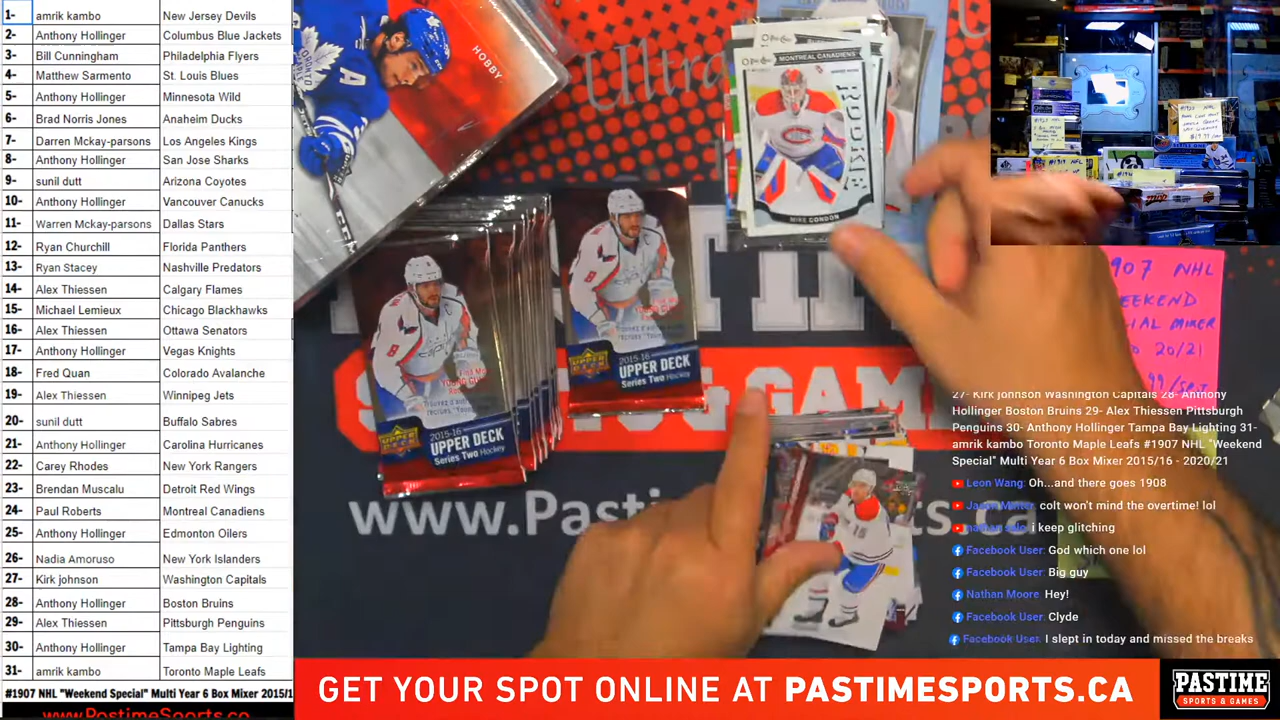 1- amrik kambo New Jersey Devils
2- Anthony Hollinger Columbus Blue Jackets
3- Bill Cunningham Philadelphia Flyers
4- Matthew Sarmento St. Louis Blues
5- Anthony Hollinger Minnesota Wild
6- Brad Norris Jones Anaheim Ducks
7- Darren Mckay-parsons Los Angeles Kings
8- Anthony Hollinger San Jose Sharks
9- sunil dutt Arizona Coyotes
10- Anthony Hollinger Vancouver Canucks
11- Warren Mckay-parsons Dallas Stars
12- Ryan Churchill Florida Panthers
13- Ryan Stacey Nashville Predators
14- Alex Thiessen Calgary Flames
15- Michael Lemieux Chicago Blackhawks
16- Alex Thiessen Ottawa Senators
17- Anthony Hollinger Vegas Knights
18- Fred Quan Colorado Avalanche
19- Alex Thiessen Winnipeg Jets
20- sunil dutt Buffalo Sabres
21- Anthony Hollinger Carolina Hurricanes
22- Carey Rhodes New York Rangers
23- Brendan Muscalu Detroit Red Wings
24- Paul Roberts Montreal Canadiens
25- Anthony Hollinger Edmonton Oilers
26- Nadia Amoruso New York Islanders
27- Kirk johnson Washington Capitals
28- Anthony Hollinger Boston Bruins
29- Alex Thiessen Pittsburgh Penguins
30- Anthony Hollinger Tampa Bay Lighting
31- amrik kambo Toronto Maple Leafs
#1907 NHL "Weekend Special" Multi Year 6 Box Mixer 2015/1
www.PastimeSports.ca
HOBBY
Ultra
MONTREAL CANADIENS
ROOKIE
MIKE CONDON
2015-16
UPPER DECK
Series Two Hockey
2015-16
UPPER DECK
Series Two Hockey
www.Pas
907 NHL
EEKEND
IAL MIXER
20/21
27- Kirk johnson Washington Capitals 28- Anthony
Hollinger Boston Bruins 29- Alex Thiessen Pittsburgh
Penguins 30- Anthony Hollinger Tampa Bay Lighting 31-
amrik kambo Toronto Maple Leafs #1907 NHL "Weekend
Special" Multi Year 6 Box Mixer 2015/16 - 2020/21
Leon Wang: Oh...and there goes 1908
colt won't mind the overtime! lol
i keep glitching
Facebook User: God which one lol
Facebook User: Big guy
Nathan Moore: Hey!
Facebook User: Clyde
Facebook User: I slept in today and missed the breaks
GET YOUR SPOT ONLINE AT PASTIMESPORTS.CA
PASTIME
SPORTS & GAMES